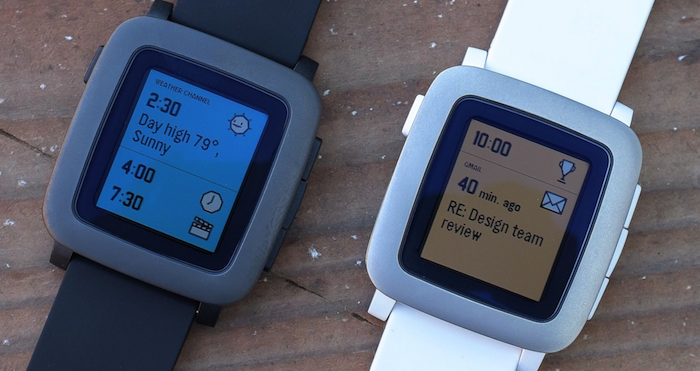 WEATHER CHANNEL
2:30
Day high 79°,
Sunny
4:00
7:30
10:00
GMAIL
40 min. ago
RE: Design team
review